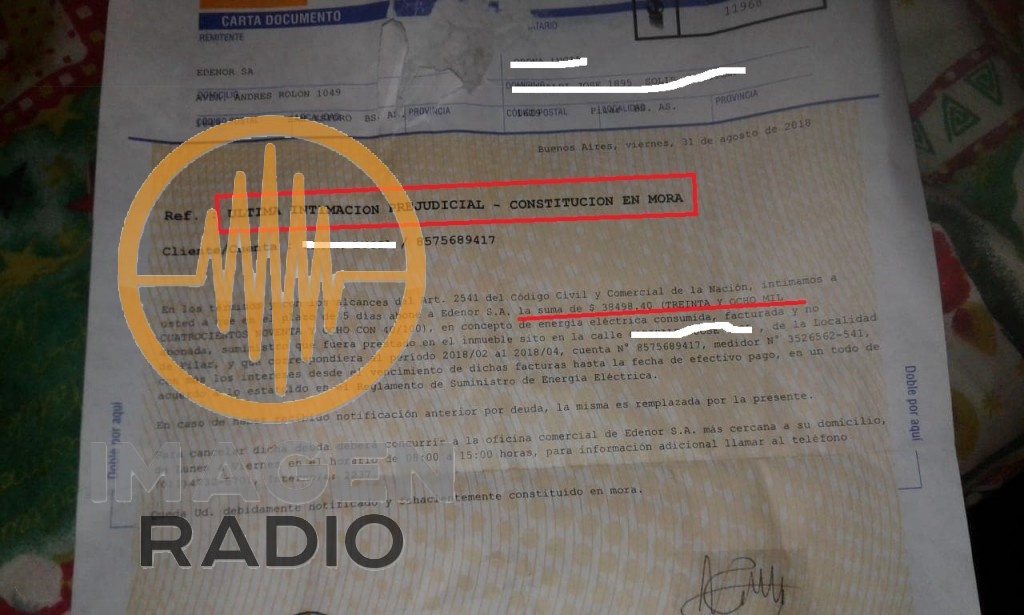 CARTA DOCUMENTO
REMITENTE
11960
EDENOR SA
DOMICILIO
AVDA. ANDRES ROLON 1049
1895
PROVINCIA
CODIGO POSTAL
LOCALIDAD
BS. AS.
PROVINCIA
Buenos Aires, viernes, 31 de agosto de 2018
Ref. ULTIMA INTIMACION PREJUDICIAL ~ CONSTITUCION EN MORA
Cliente/Cuenta / 8575689417
En los términos y con los alcances del Art. 2541 del Código Civil y Comercial de la Nación, intimamos a
usted a el plazo de 5 días abone a Edenor S.A. la suma de $ 38498.40 (TREINTA Y OCHO MIL
CUATROCIENTOS NOVENTA Y OCHO CON 40/100), en concepto de energía eléctrica consumida, facturada y no
abonada, suministro que fuera prestado en el inmueble sito en la calle , de la Localidad
de Pilar, y que correspondiera al periodo 2018/02 al 2018/04, cuenta N° 8575689417, medidor N° 3526562-541,
con más los intereses desde el vencimiento de dichas facturas hasta la fecha de efectivo pago, en un todo de
acuerdo a lo establecido en el Reglamento de Suministro de Energía Eléctrica.
En caso de haber recibido notificación anterior por deuda, la misma es remplazada por la presente.
Para cancelar dicha deuda deberá concurrir a la oficina comercial de Edenor S.A. más cercana a su domicilio,
lunes a viernes en el horario de 08:00 a 15:00 horas, para información adicional llamar al teléfono
Queda Ud. debidamente notificado y fehacientemente constituído en mora.
Doble por aquí
Doble por aquí
IMAGEN
RADIO